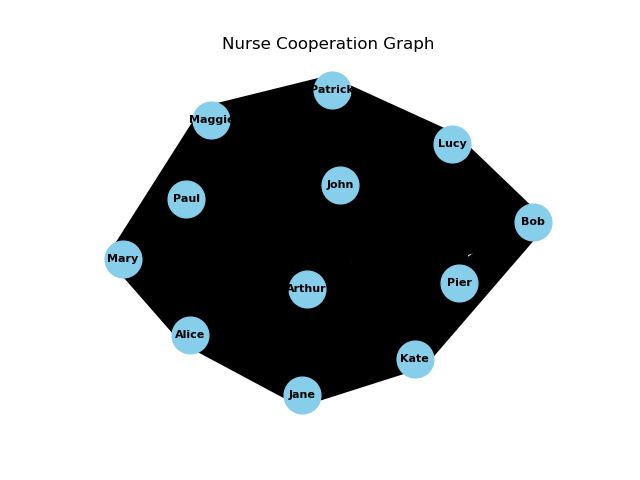 Nurse Cooperation Graph
Patrick
Maggie
Lucy
John
Paul
Bob
Mary
Pier
Arthur
Alice
Kate
Jane